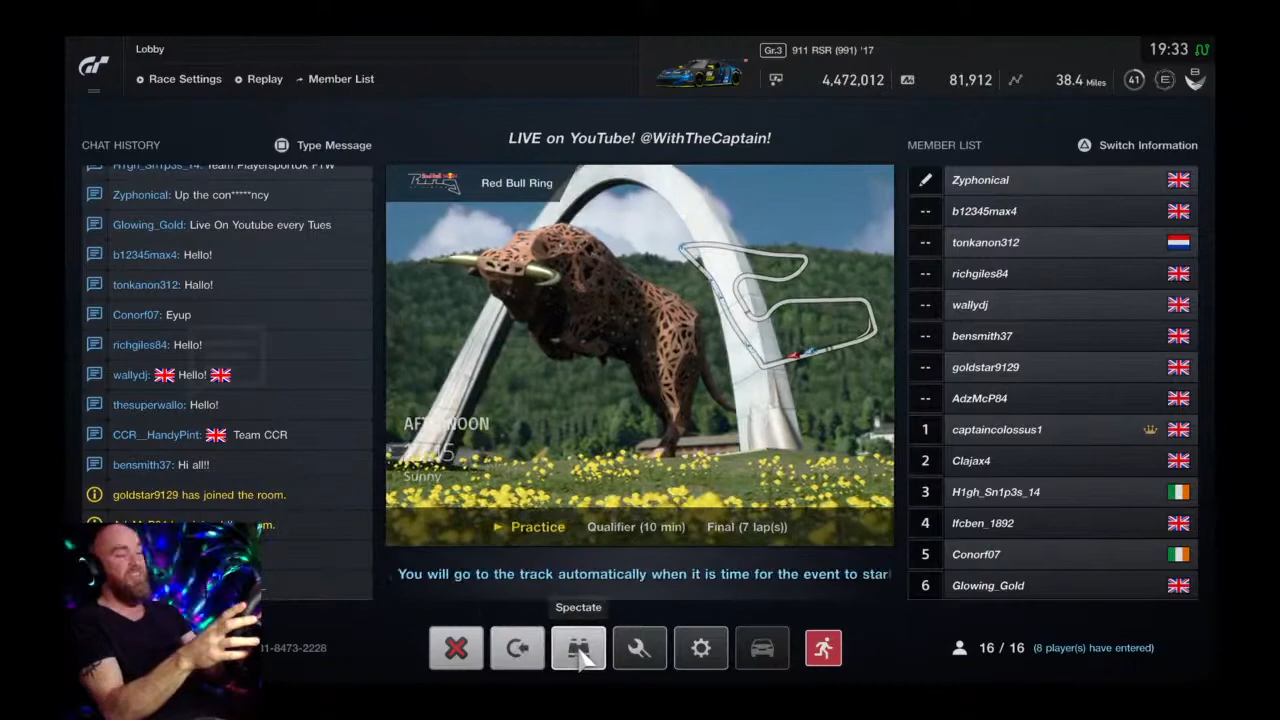 Lobby
Race Settings
Replay
Member List
Gr.3
911 RSR (991) '17
19:33
4,472,012
81,912
38.4 Miles
41
E
B
CHAT HISTORY
Type Message
LIVE on YouTube! @WithTheCaptain!
MEMBER LIST
Switch Information
H1gh_Sn1p3s_14: Team PlayersportUk PTW
Zyphonical: Up the con*****ncy
Glowing_Gold: Live On Youtube every Tues
b12345max4: Hello!
tonkanon312: Hallo!
Conorf07: Eyup
richgiles84: Hello!
wallydj: Hello!
thesuperwallo: Hello!
CCR__HandyPint: Team CCR
bensmith37: Hi all!!
goldstar9129 has joined the room.
Red Bull Ring
AFTERNOON
Sunny
Practice
Qualifier (10 min)
Final (7 lap(s))
You will go to the track automatically when it is time for the event to star
Zyphonical
-- b12345max4
-- tonkanon312
-- richgiles84
-- wallydj
-- bensmith37
-- goldstar9129
-- AdzMcP84
1 captaincolossus1
2 Clajax4
3 H1gh_Sn1p3s_14
4 lfcben_1892
5 Conorf07
6 Glowing_Gold
Spectate
16 / 16
(8 player(s) have entered)